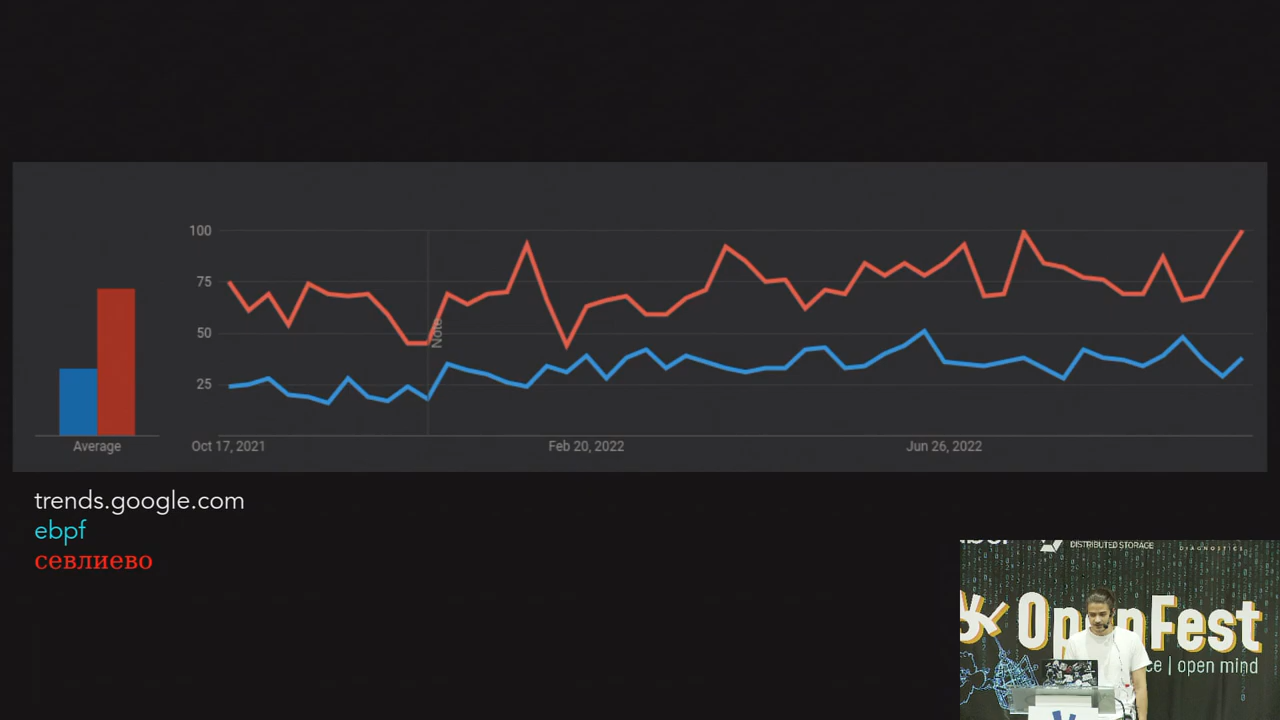 100
75
50
25
Note
Average
Oct 17, 2021
Feb 20, 2022
Jun 26, 2022
trends.google.com
ebpf
севлиево
DISTRIBUTED STORAGE
DIAGNOSTICS
OpenFest
| open mind